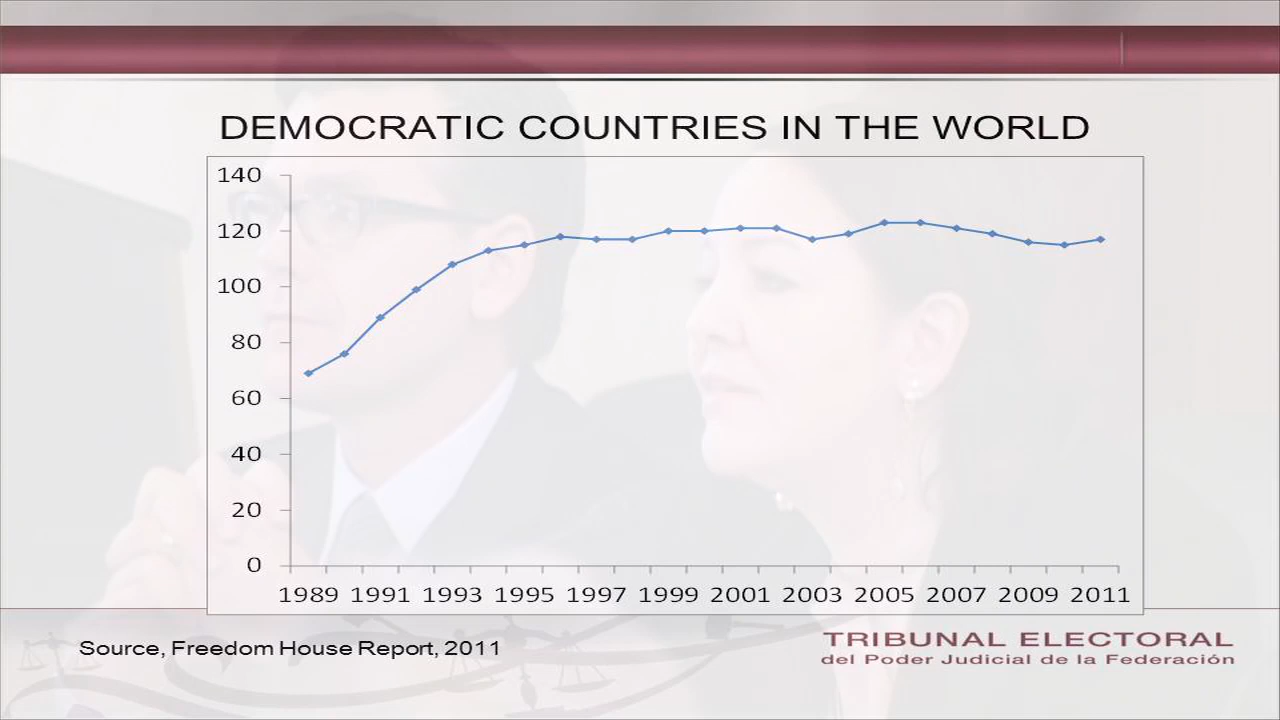 DEMOCRATIC COUNTRIES IN THE WORLD
140
120
100
80
60
40
20
0
1989 1991 1993 1995 1997 1999 2001 2003 2005 2007 2009 2011
Source, Freedom House Report, 2011
TRIBUNAL ELECTORAL
del Poder Judicial de la Federación